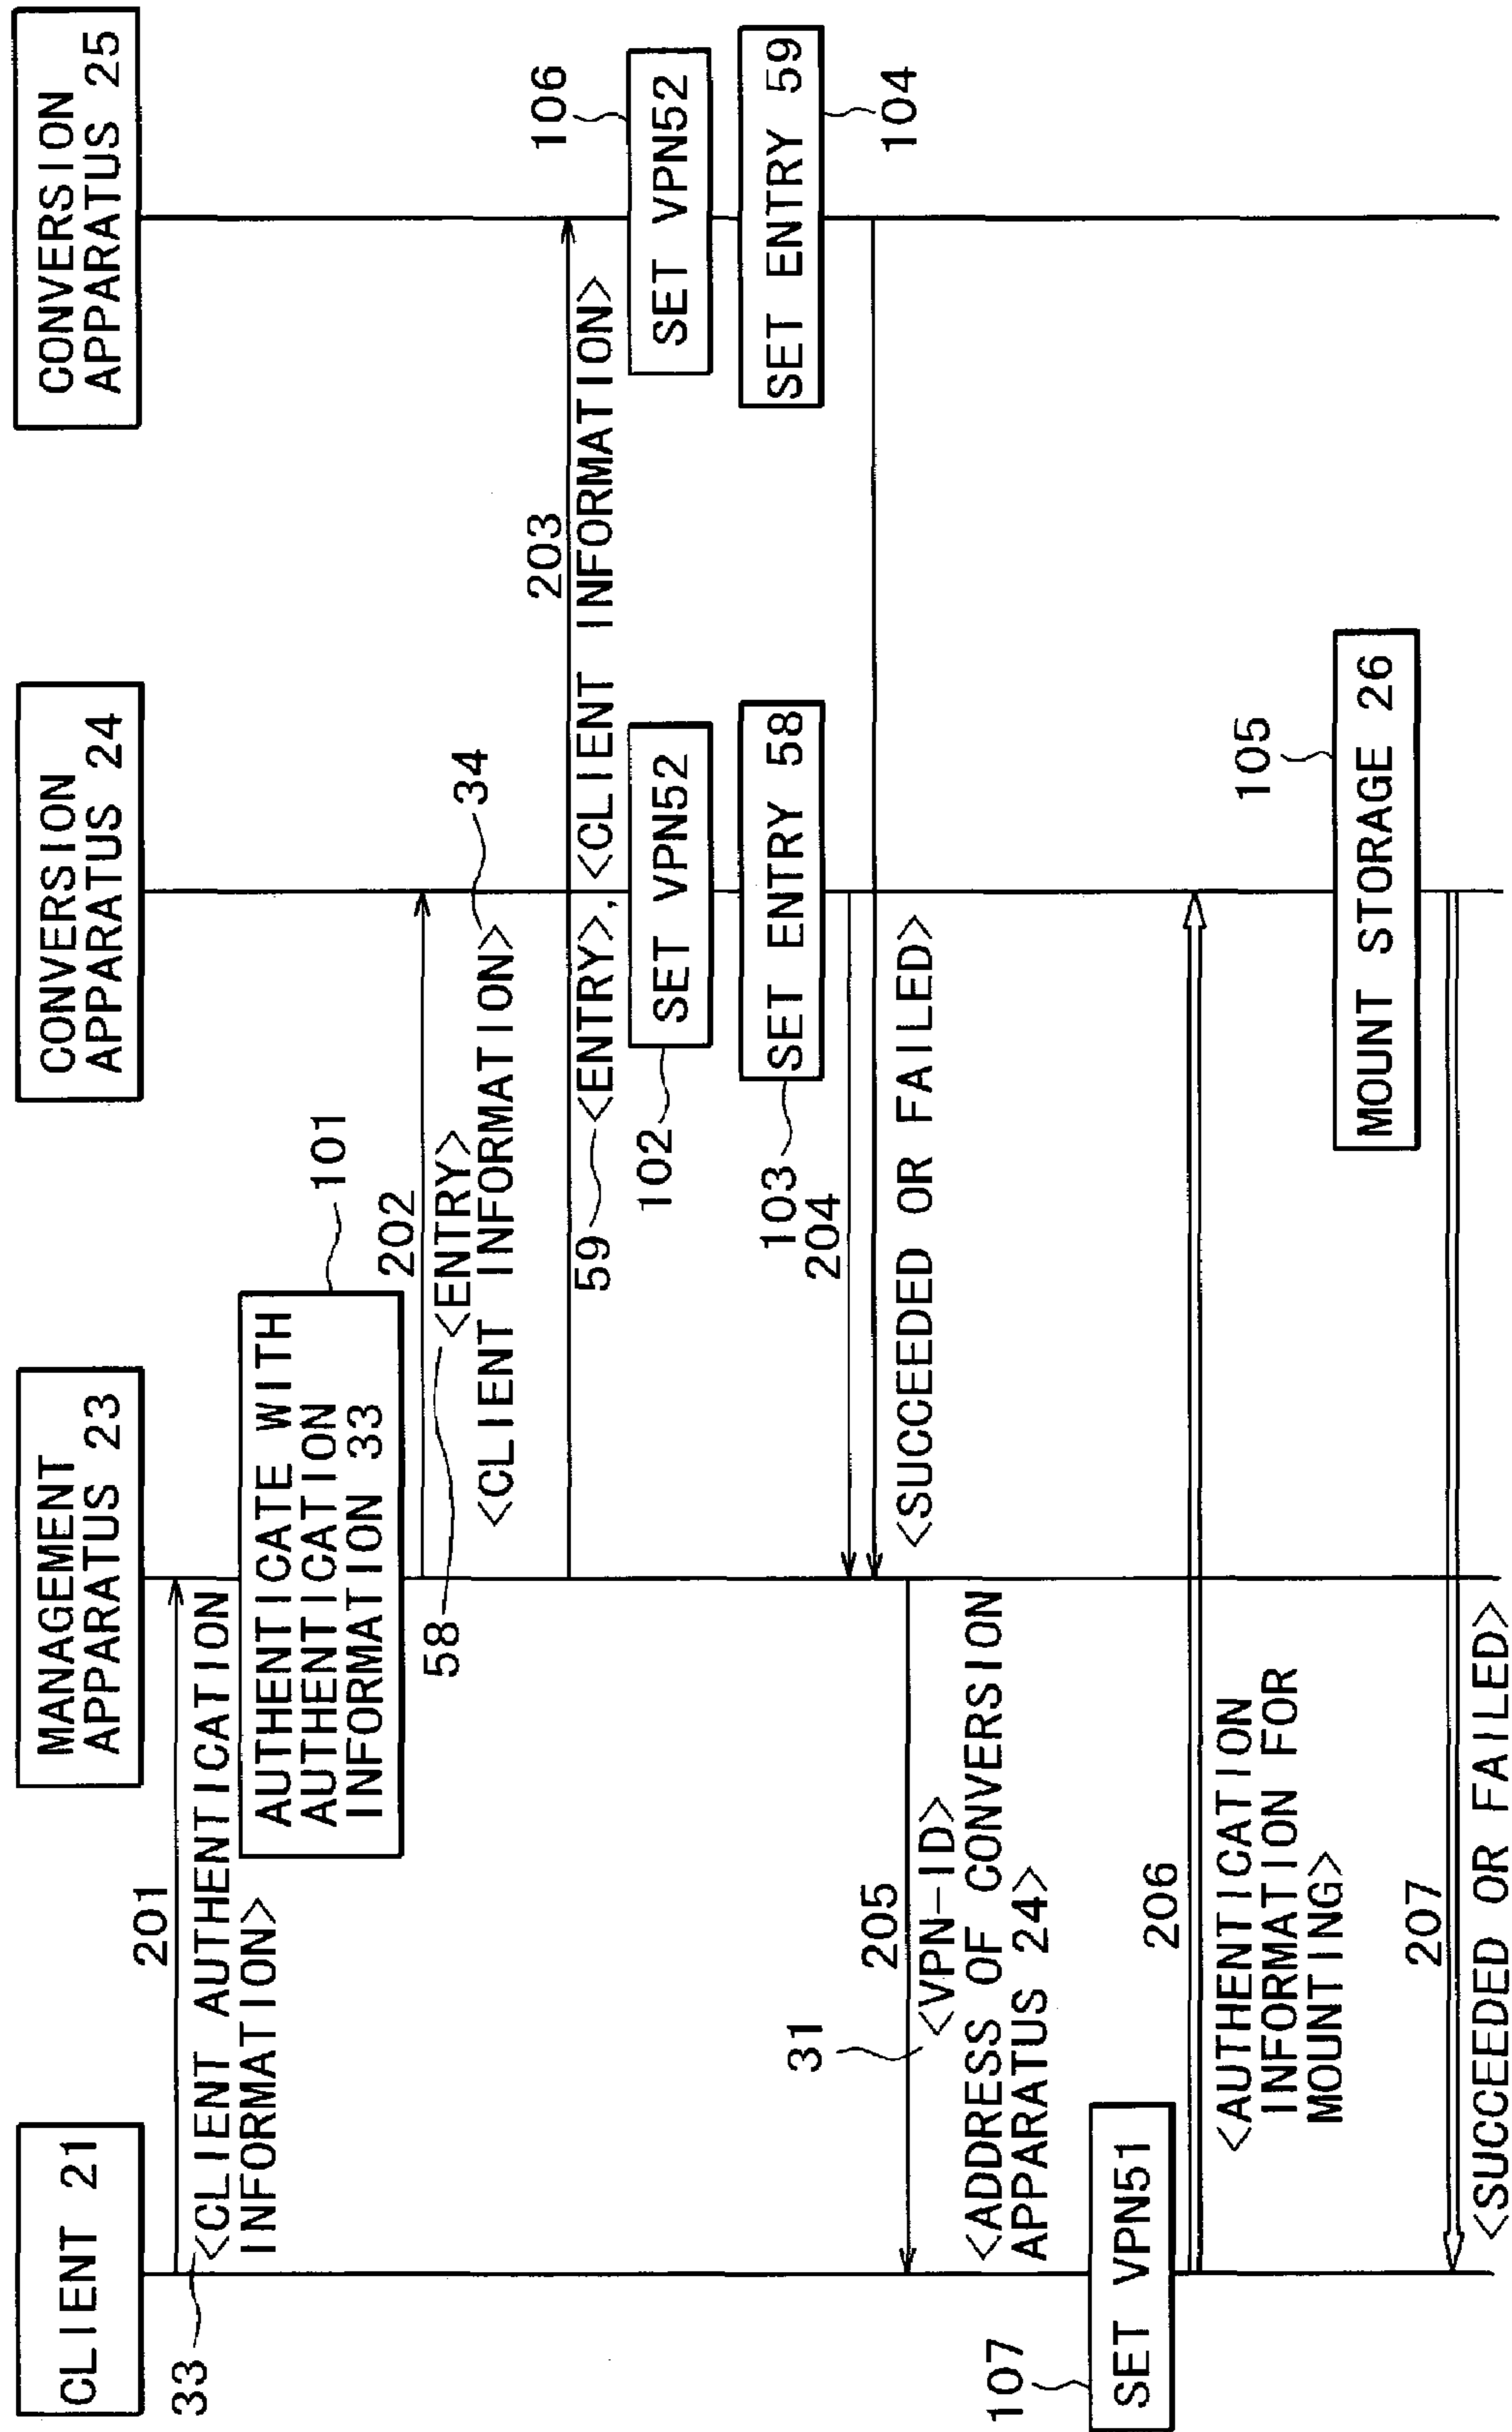 CLIENT 21
MANAGEMENT
APPARATUS 23
CONVERSION
APPARATUS 24
CONVERSION
APPARATUS 25
201
33
<CLIENT AUTHENTICATION
INFORMATION>
AUTHENTICATE WITH
AUTHENTICATION
INFORMATION 33
101
202
58
<ENTRY>
<CLIENT INFORMATION>
34
203
59
<ENTRY>, <CLIENT INFORMATION>
102
SET VPN52
106
SET VPN52
103
SET ENTRY 58
SET ENTRY 59
104
204
<SUCCEEDED OR FAILED>
205
31
<VPN-ID>
<ADDRESS OF CONVERSION
APPARATUS 24>
107
SET VPN51
206
<AUTHENTICATION
INFORMATION FOR
MOUNTING>
105
MOUNT STORAGE 26
207
<SUCCEEDED OR FAILED>